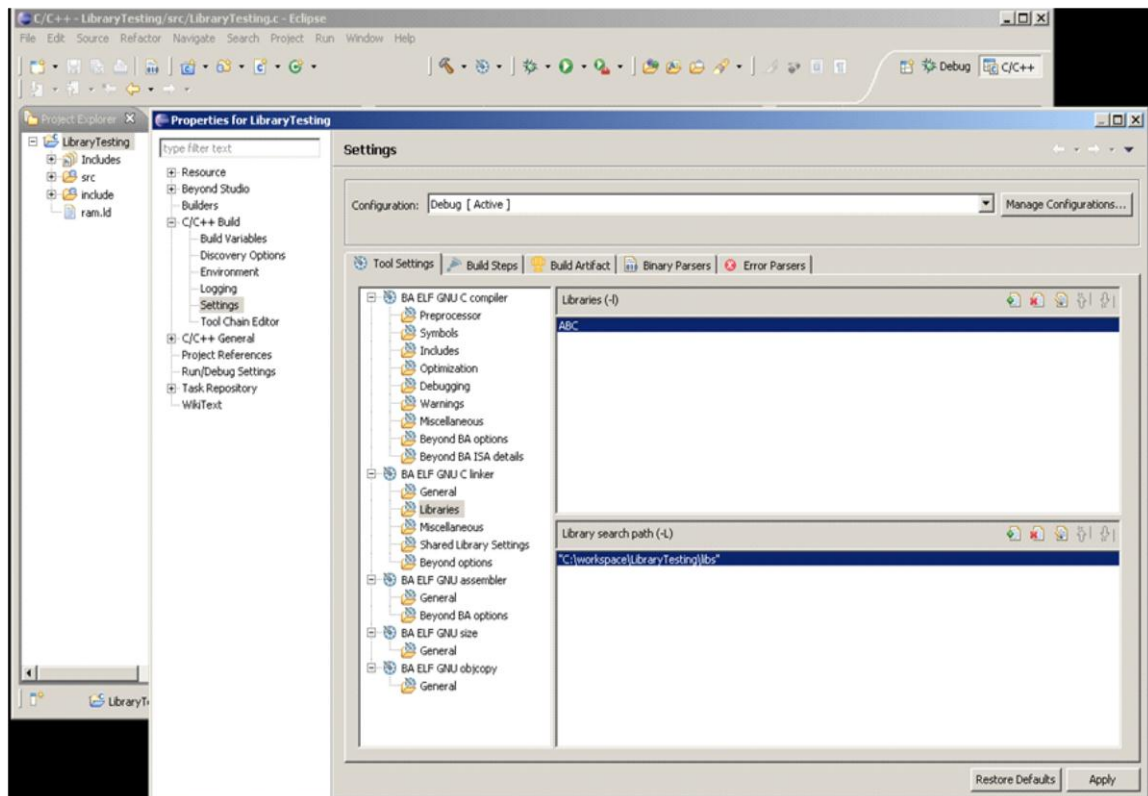 C/C++ - LibraryTesting/src/LibraryTesting.c - Eclipse
File Edit Source Refactor Navigate Search Project Run Window Help
Debug C/C++
Project Explorer
LibraryTesting
Includes
src
include
ram.ld
LibraryT
Properties for LibraryTesting
type filter text
Resource
Beyond Studio
Builders
C/C++ Build
Build Variables
Discovery Options
Environment
Logging
Settings
Tool Chain Editor
C/C++ General
Project References
Run/Debug Settings
Task Repository
WikiText
Settings
Configuration: Debug [ Active ] Manage Configurations...
Tool Settings Build Steps Build Artifact Binary Parsers Error Parsers
BA ELF GNU C compiler
Preprocessor
Symbols
Includes
Optimization
Debugging
Warnings
Miscellaneous
Beyond BA options
Beyond BA ISA details
BA ELF GNU C linker
General
Libraries
Miscellaneous
Shared Library Settings
Beyond options
BA ELF GNU assembler
General
Beyond BA options
BA ELF GNU size
General
BA ELF GNU objcopy
General
Libraries (-l)
ABC
Library search path (-L)
"C:\workspace\LibraryTesting\libs"
Restore Defaults Apply